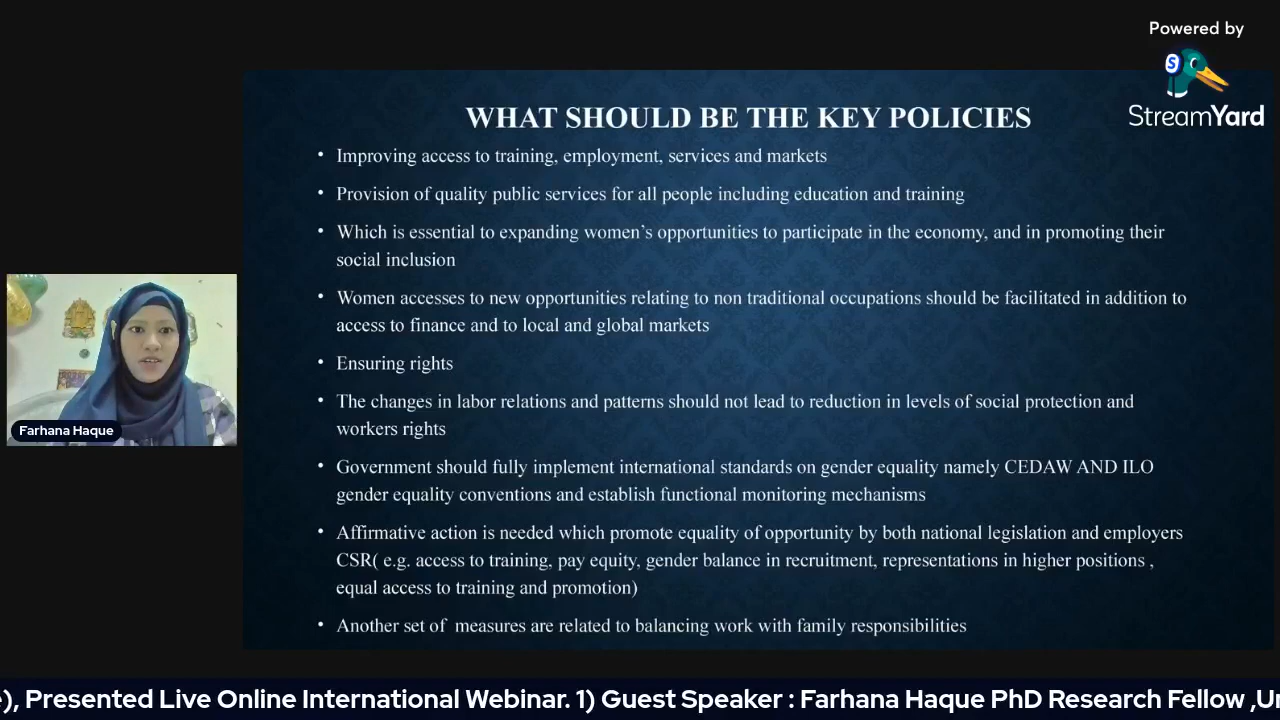 Powered by
StreamYard
WHAT SHOULD BE THE KEY POLICIES
• Improving access to training, employment, services and markets
• Provision of quality public services for all people including education and training
• Which is essential to expanding women’s opportunities to participate in the economy, and in promoting their
social inclusion
• Women accesses to new opportunities relating to non traditional occupations should be facilitated in addition to
access to finance and to local and global markets
• Ensuring rights
• The changes in labor relations and patterns should not lead to reduction in levels of social protection and
workers rights
• Government should fully implement international standards on gender equality namely CEDAW AND ILO
gender equality conventions and establish functional monitoring mechanisms
• Affirmative action is needed which promote equality of opportunity by both national legislation and employers
CSR( e.g. access to training, pay equity, gender balance in recruitment, representations in higher positions ,
equal access to training and promotion)
• Another set of  measures are related to balancing work with family responsibilities
Farhana Haque
), Presented Live Online International Webinar. 1) Guest Speaker : Farhana Haque PhD Research Fellow ,